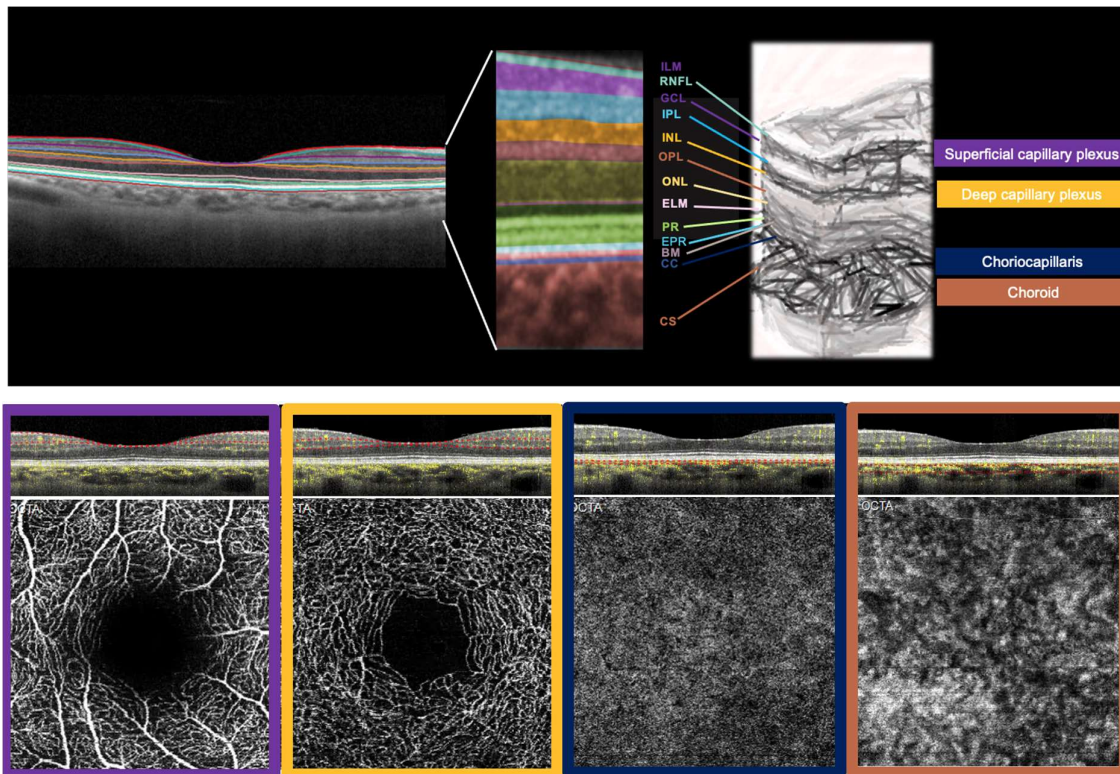 ILM
RNFL
GCL
IPL
INL
OPL
ONL
ELM
PR
EPR
BM
CC
CS
Superficial capillary plexus
Deep capillary plexus
Choriocapillaris
Choroid
OCTA
OCTA
OCTA
OCTA